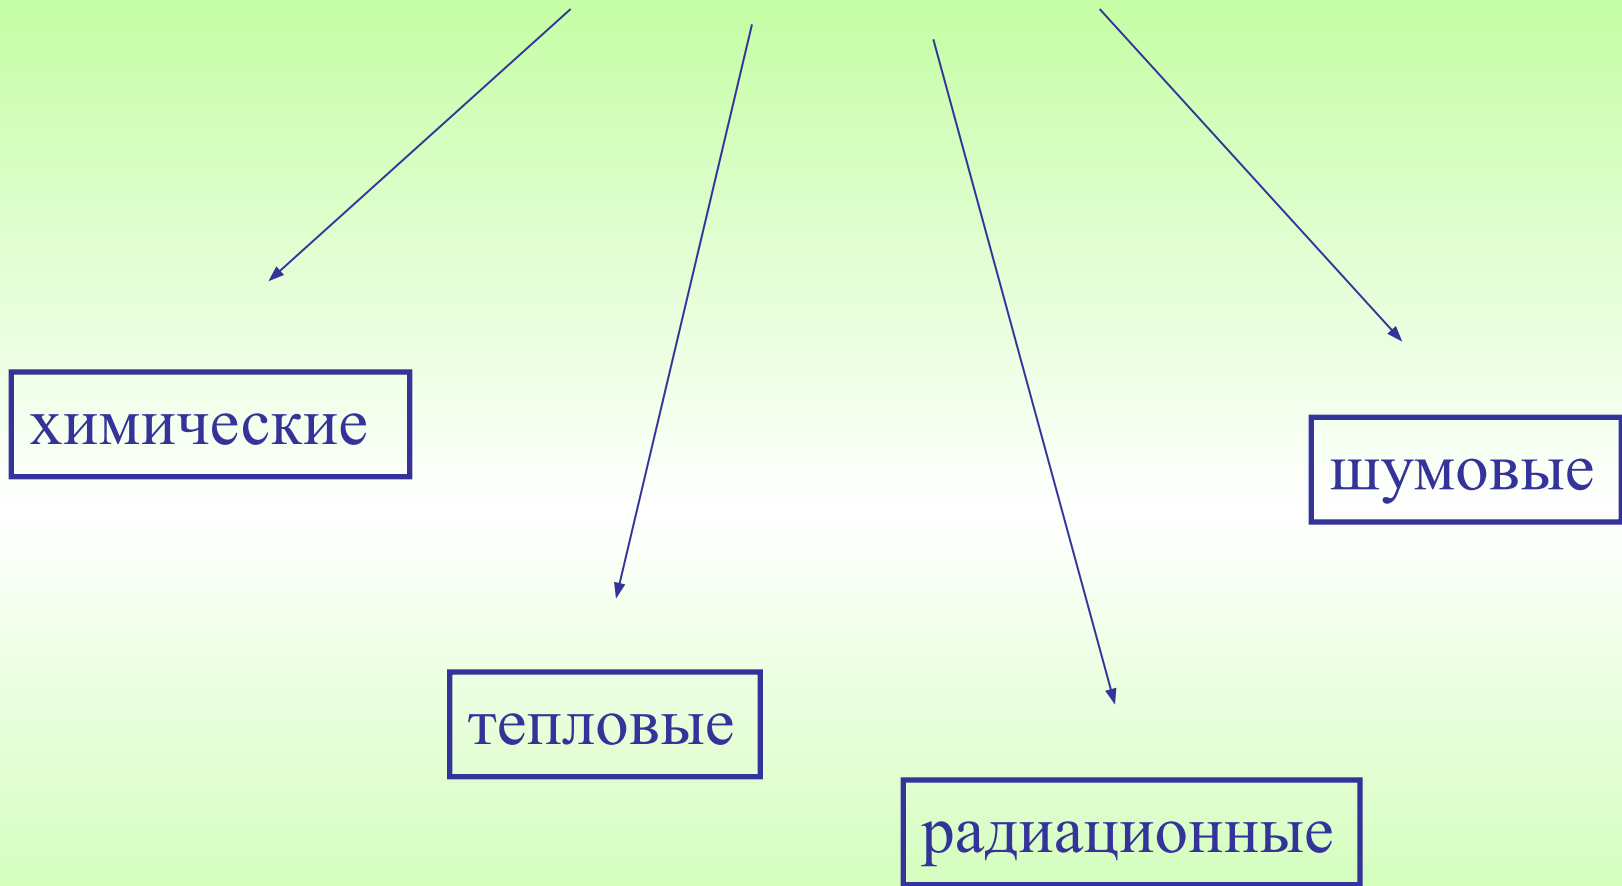 химические
шумовые
тепловые
радиационные